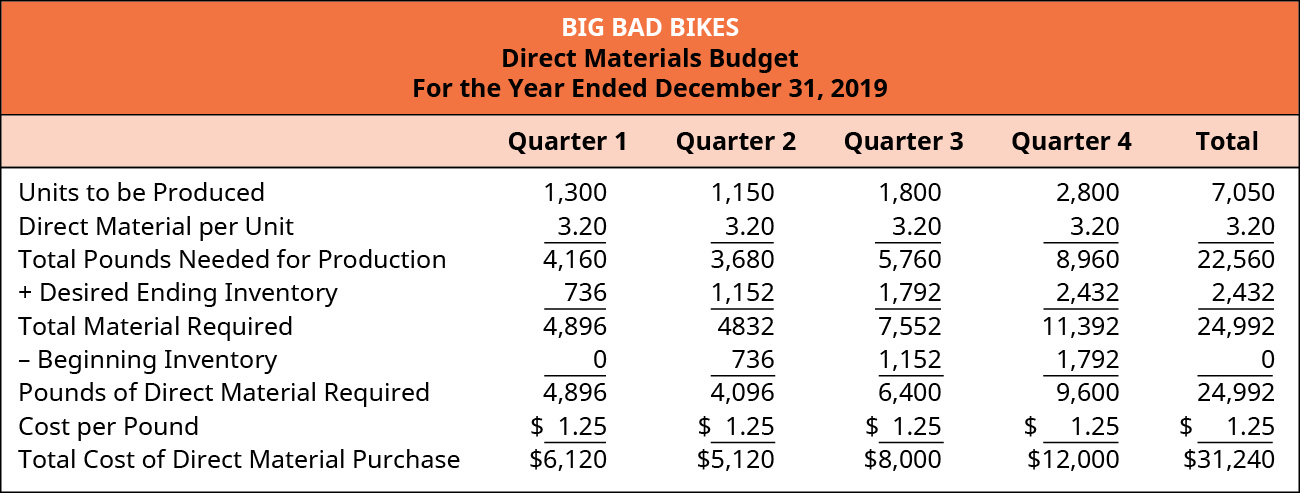 BIG BAD BIKES
Direct Materials Budget
For the Year Ended December 31, 2019
Quarter 1 Quarter 2 Quarter 3 Quarter 4 Total
Units to be Produced 1,300 1,150 1,800 2,800 7,050
Direct Material per Unit 3.20 3.20 3.20 3.20 3.20
Total Pounds Needed for Production 4,160 3,680 5,760 8,960 22,560
+ Desired Ending Inventory 736 1,152 1,792 2,432 2,432
Total Material Required 4,896 4832 7,552 11,392 24,992
– Beginning Inventory 0 736 1,152 1,792 0
Pounds of Direct Material Required 4,896 4,096 6,400 9,600 24,992
Cost per Pound $ 1.25 $ 1.25 $ 1.25 $ 1.25 $ 1.25
Total Cost of Direct Material Purchase $6,120 $5,120 $8,000 $12,000 $31,240